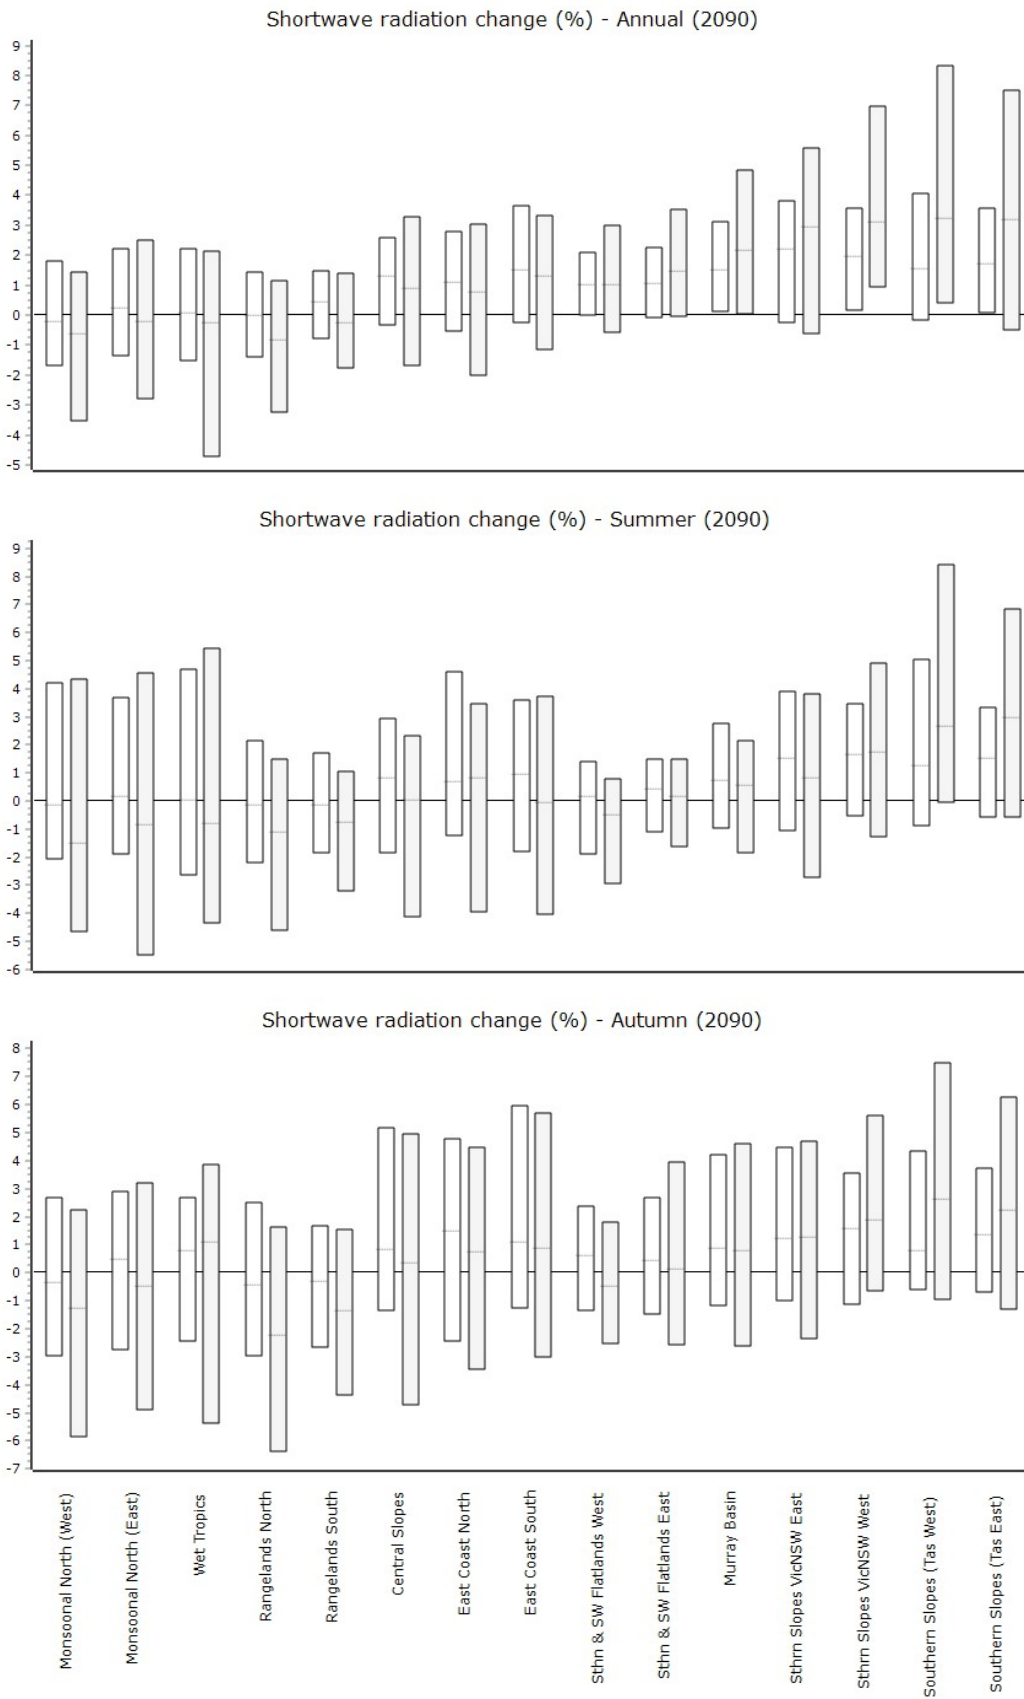 Shortwave radiation change (%) - Annual (2090)
9
8
7
6
5
4
3
2
1
0
-1
-2
-3
-4
-5
Shortwave radiation change (%) - Summer (2090)
9
8
7
6
5
4
3
2
1
0
-1
-2
-3
-4
-5
-6
Shortwave radiation change (%) - Autumn (2090)
8
7
6
5
4
3
2
1
0
-1
-2
-3
-4
-5
-6
-7
Monsoonal North (West)
Monsoonal North (East)
Wet Tropics
Rangelands North
Rangelands South
Central Slopes
East Coast North
East Coast South
Sthn & SW Flatlands West
Sthn & SW Flatlands East
Murray Basin
Sthrn Slopes VicNSW East
Sthrn Slopes VicNSW West
Southern Slopes (Tas West)
Southern Slopes (Tas East)